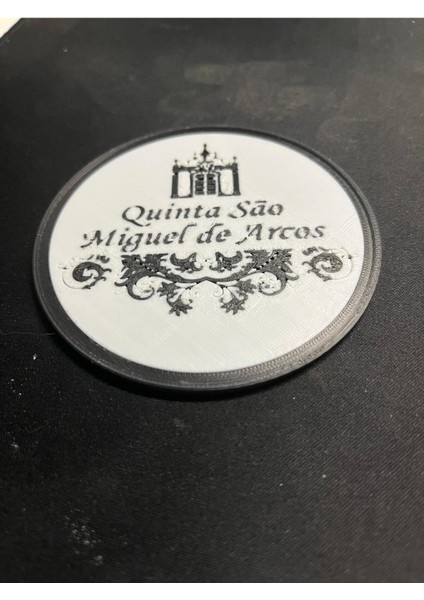 Quinta São
Miguel de Arcos